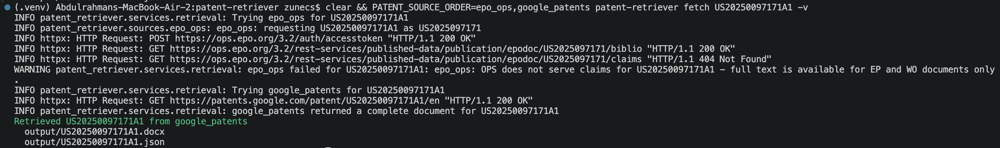 (.venv) Abdulrahmans-MacBook-Air-2:patent-retriever zunecs$ clear && PATENT_SOURCE_ORDER=epo_ops,google_patents patent-retriever fetch US20250097171A1 -v
INFO patent_retriever.services.retrieval: Trying epo_ops for US20250097171A1
INFO patent_retriever.sources.epo_ops: epo_ops: requesting US20250097171A1 as US2025097171
INFO httpx: HTTP Request: POST https://ops.epo.org/3.2/auth/accesstoken "HTTP/1.1 200 OK"
INFO httpx: HTTP Request: GET https://ops.epo.org/3.2/rest-services/published-data/publication/epodoc/US2025097171/biblio "HTTP/1.1 200 OK"
INFO httpx: HTTP Request: GET https://ops.epo.org/3.2/rest-services/published-data/publication/epodoc/US2025097171/claims "HTTP/1.1 404 Not Found"
WARNING patent_retriever.services.retrieval: epo_ops failed for US20250097171A1: epo_ops: OPS does not serve claims for US20250097171A1 — full text is available for EP and WO documents only
.
INFO patent_retriever.services.retrieval: Trying google_patents for US20250097171A1
INFO httpx: HTTP Request: GET https://patents.google.com/patent/US20250097171A1/en "HTTP/1.1 200 OK"
INFO patent_retriever.services.retrieval: google_patents returned a complete document for US20250097171A1
Retrieved US20250097171A1 from google_patents
output/US20250097171A1.docx
output/US20250097171A1.json